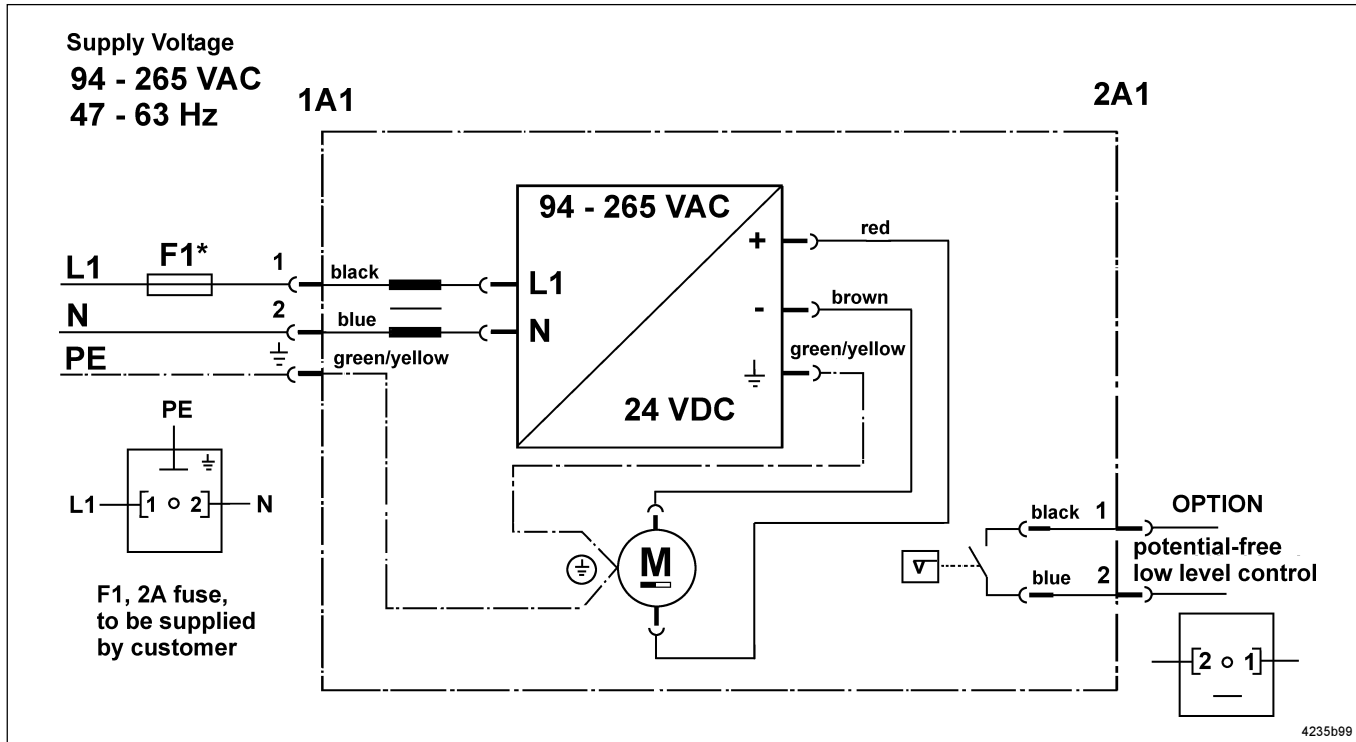 Supply Voltage
94 - 265 VAC
47 - 63 Hz
1A1
2A1
94 - 265 VAC
L1
F1*
1
black
L1
N
2
blue
N
PE
green/yellow
+
red
-
brown
green/yellow
24 VDC
PE
L1
1
2
N
F1, 2A fuse,
to be supplied
by customer
M
black
1
OPTION
potential-free
low level control
blue
2
2
1
4235b99